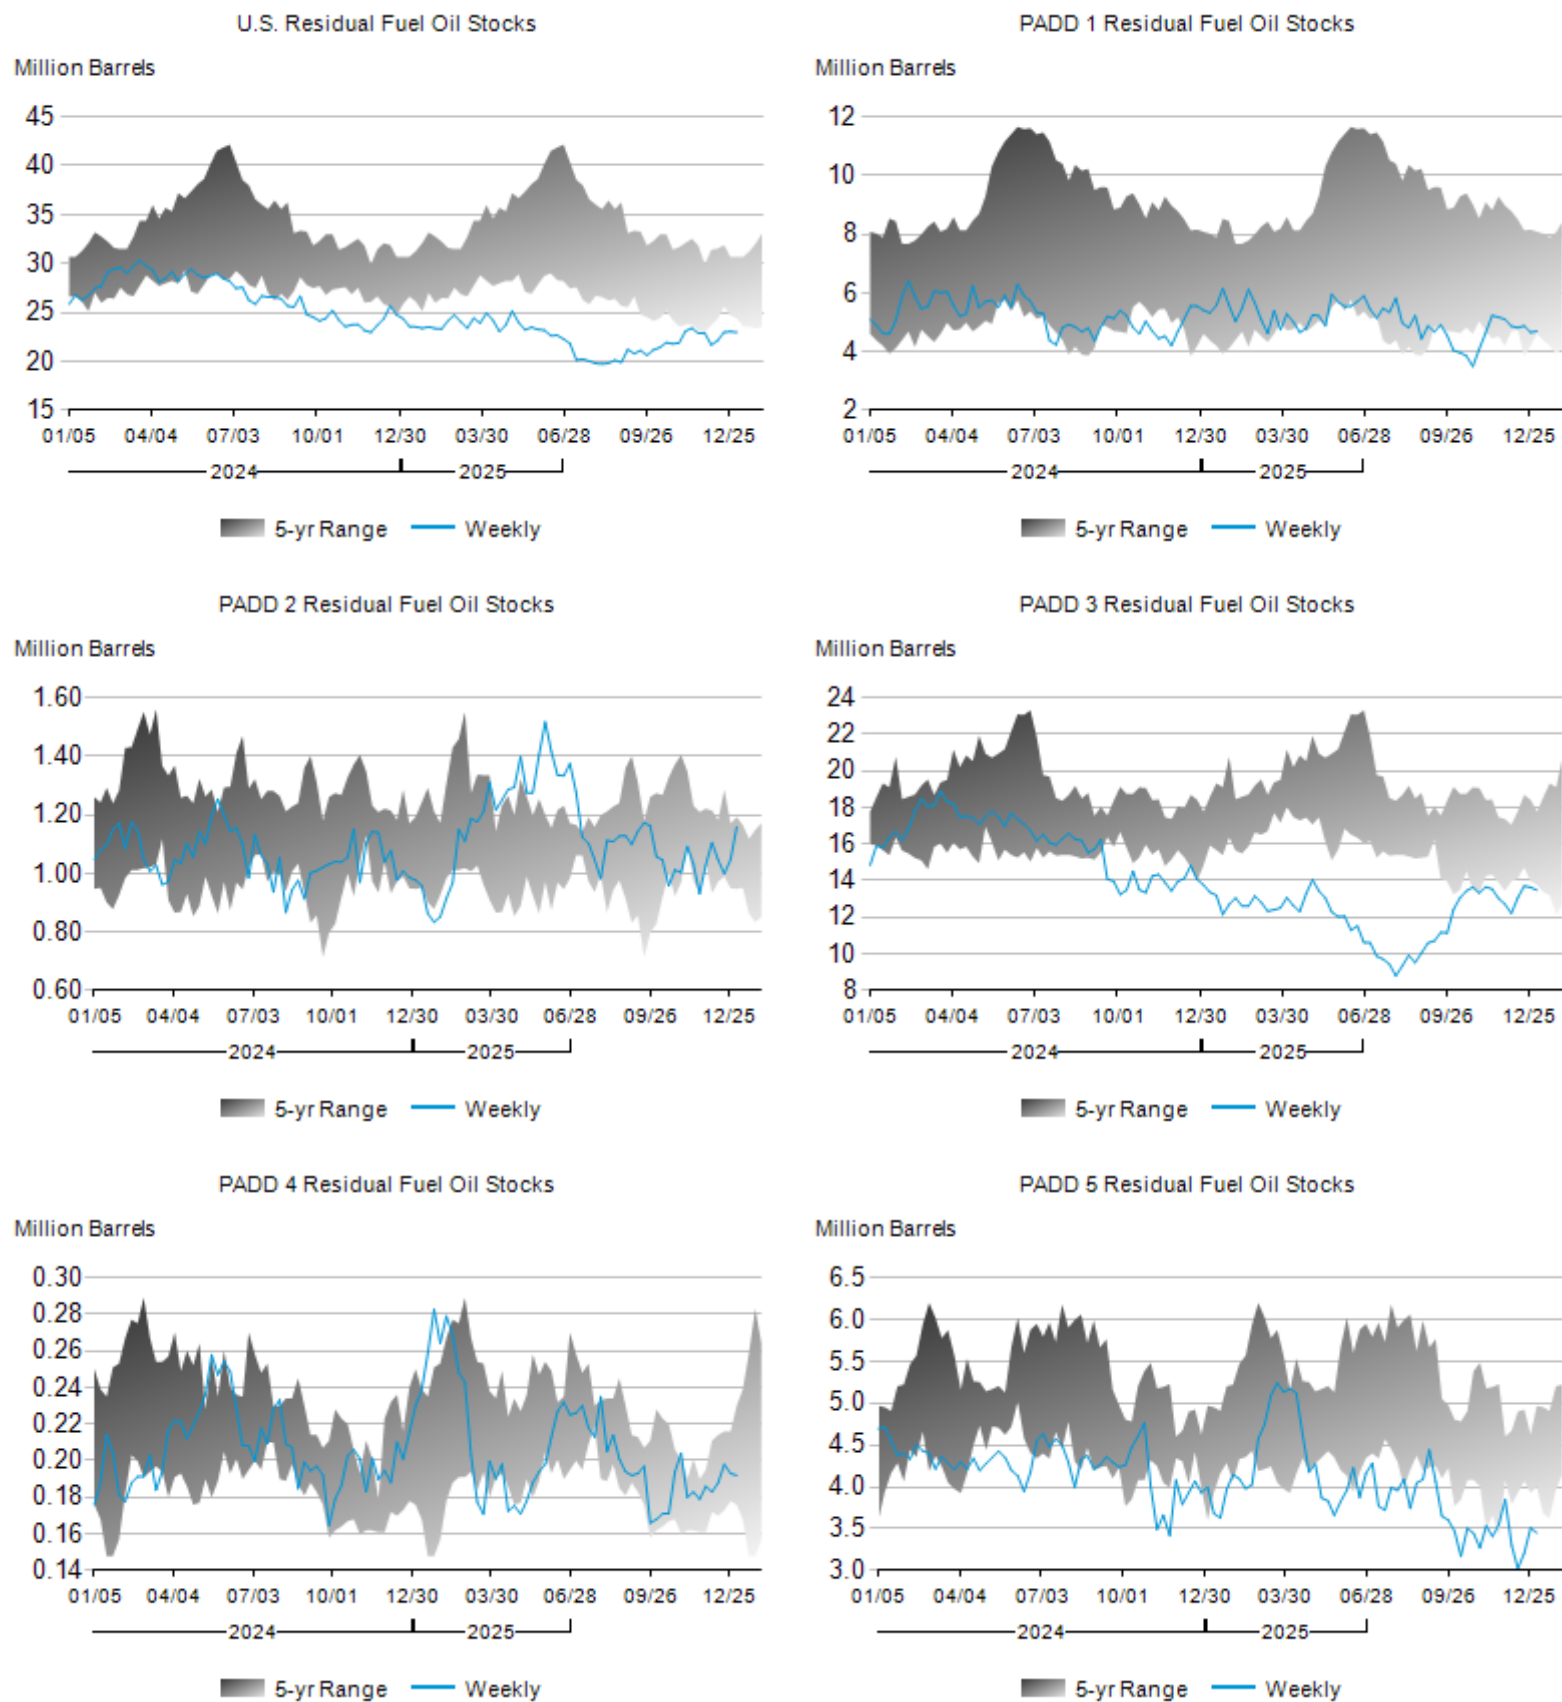 U.S. Residual Fuel Oil Stocks
Million Barrels
45
40
35
30
25
20
15
01/05 04/04 07/03 10/01 12/30 03/30 06/28 09/26 12/25
2024 2025
5-yr Range Weekly
PADD 1 Residual Fuel Oil Stocks
Million Barrels
12
10
8
6
4
2
01/05 04/04 07/03 10/01 12/30 03/30 06/28 09/26 12/25
2024 2025
5-yr Range Weekly
PADD 2 Residual Fuel Oil Stocks
Million Barrels
1.60
1.40
1.20
1.00
0.80
0.60
01/05 04/04 07/03 10/01 12/30 03/30 06/28 09/26 12/25
2024 2025
5-yr Range Weekly
PADD 3 Residual Fuel Oil Stocks
Million Barrels
24
22
20
18
16
14
12
10
8
01/05 04/04 07/03 10/01 12/30 03/30 06/28 09/26 12/25
2024 2025
5-yr Range Weekly
PADD 4 Residual Fuel Oil Stocks
Million Barrels
0.30
0.28
0.26
0.24
0.22
0.20
0.18
0.16
0.14
01/05 04/04 07/03 10/01 12/30 03/30 06/28 09/26 12/25
2024 2025
5-yr Range Weekly
PADD 5 Residual Fuel Oil Stocks
Million Barrels
6.5
6.0
5.5
5.0
4.5
4.0
3.5
3.0
01/05 04/04 07/03 10/01 12/30 03/30 06/28 09/26 12/25
2024 2025
5-yr Range Weekly